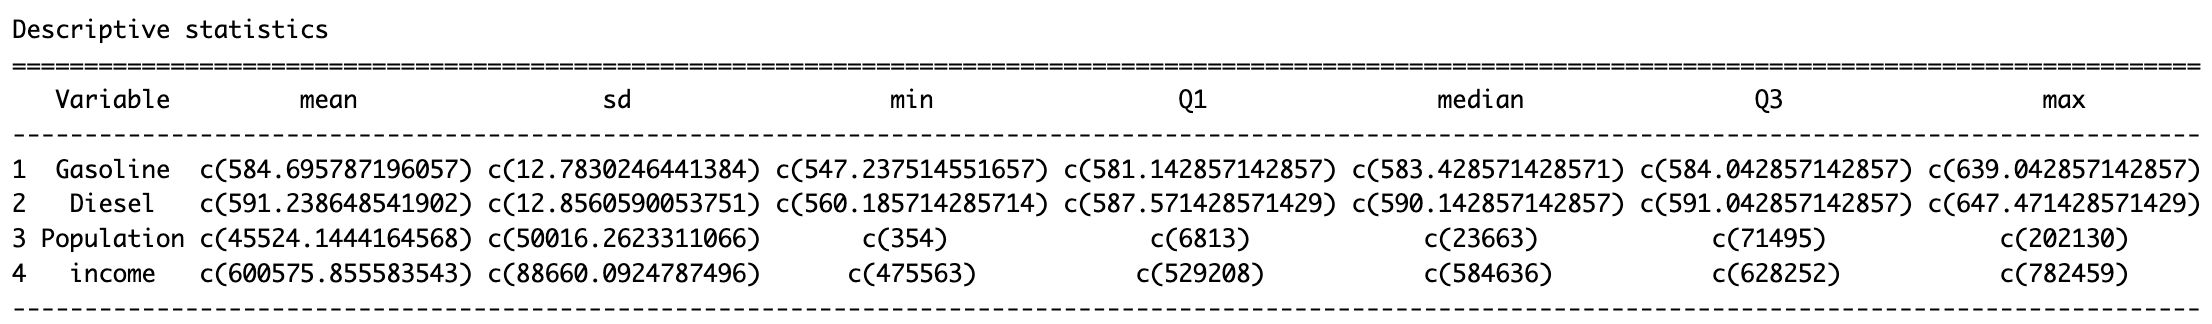 Descriptive statistics
=========================================================================================================================================================
Variable mean sd min Q1 median Q3 max
---------------------------------------------------------------------------------------------------------------------------------------------------------
1 Gasoline c(584.695787196057) c(12.7830246441384) c(547.237514551657) c(581.142857142857) c(583.428571428571) c(584.042857142857) c(639.042857142857)
2 Diesel c(591.238648541902) c(12.8560590053751) c(560.185714285714) c(587.571428571429) c(590.142857142857) c(591.042857142857) c(647.471428571429)
3 Population c(45524.1444164568) c(50016.2623311066) c(354) c(6813) c(23663) c(71495) c(202130)
4 income c(600575.855583543) c(88660.0924787496) c(475563) c(529208) c(584636) c(628252) c(782459)
---------------------------------------------------------------------------------------------------------------------------------------------------------